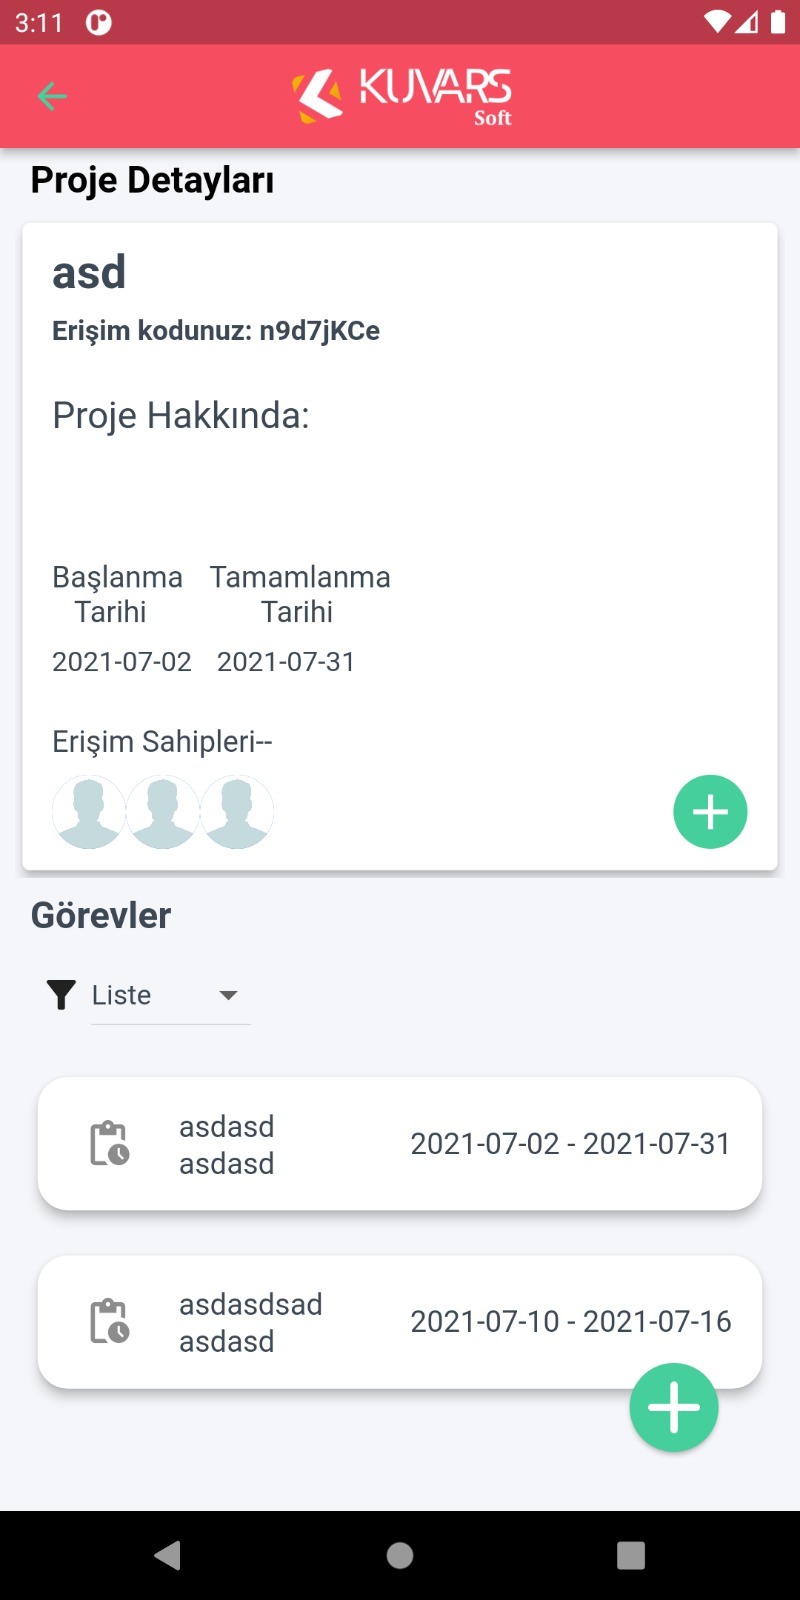 3:11
KUVARS
Soft
Proje Detayları
asd
Erişim kodunuz: n9d7jKCe
Proje Hakkında:
Başlanma Tarihi
Tamamlanma Tarihi
2021-07-02
2021-07-31
Erişim Sahipleri--
Görevler
Liste
asdasd
asdasd
2021-07-02 - 2021-07-31
asdasdsad
asdasd
2021-07-10 - 2021-07-16